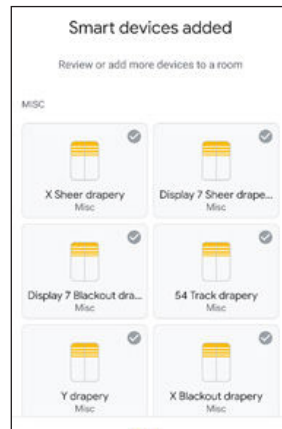 Smart devices added
Review or add more devices to a room
MISC
X Sheer drapery
Misc
Display 7 Sheer drape...
Misc
Display 7 Blackout dra...
Misc
54 Track drapery
Misc
Y drapery
Misc
X Blackout drapery
Misc